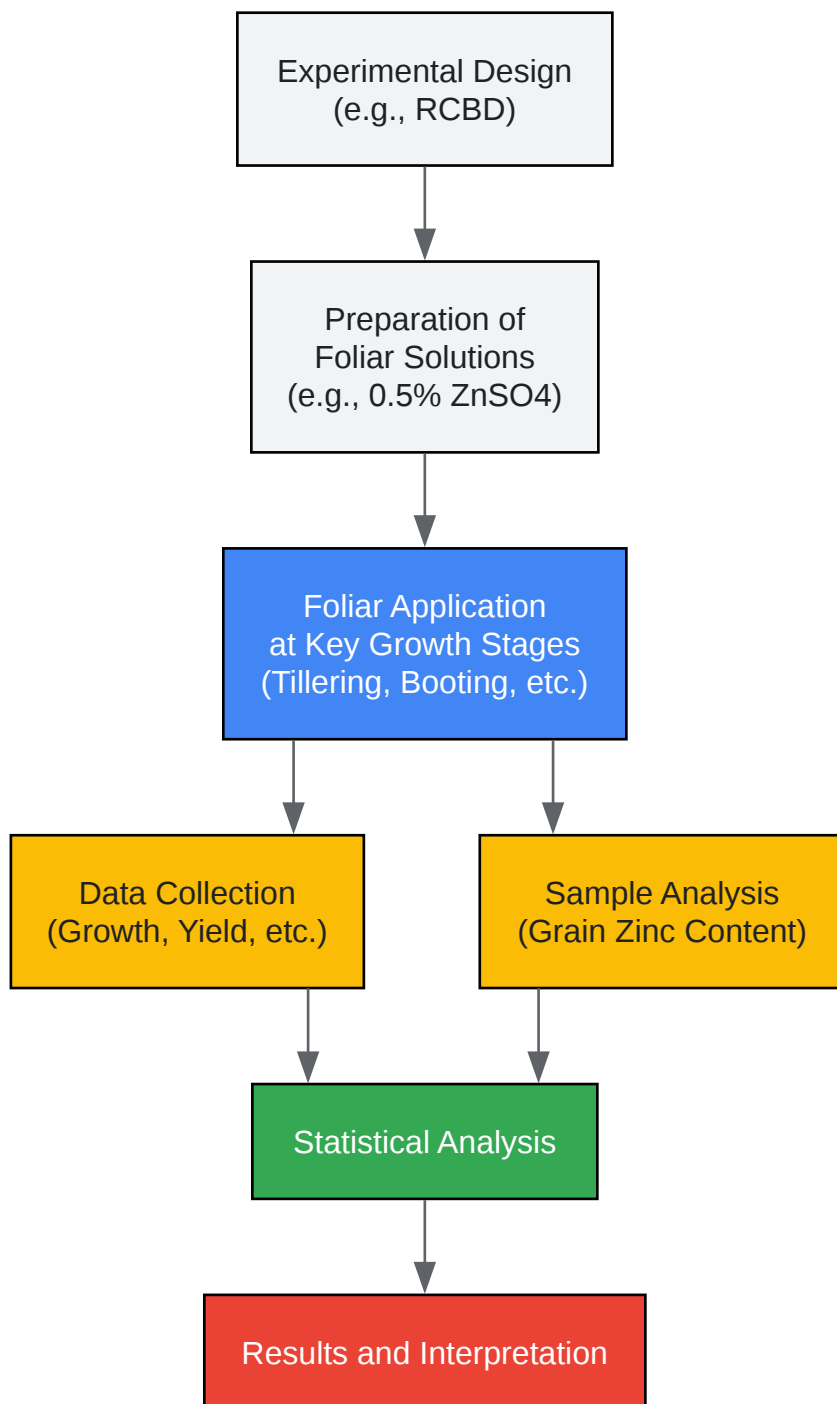 Experimental Design
(e.g., RCBD)
Preparation of
Foliar Solutions
(e.g., 0.5% ZnSO4)
Foliar Application
at Key Growth Stages
(Tillering, Booting, etc.)
Data Collection
(Growth, Yield, etc.)
Sample Analysis
(Grain Zinc Content)
Statistical Analysis
Results and Interpretation